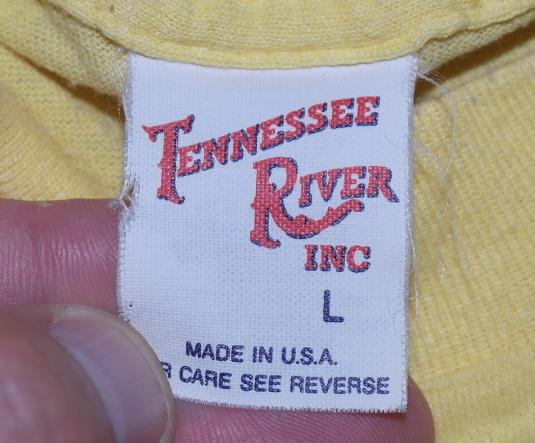 TENNESSEE
RIVER
INC
L
MADE IN U.S.A.
R CARE SEE REVERSE